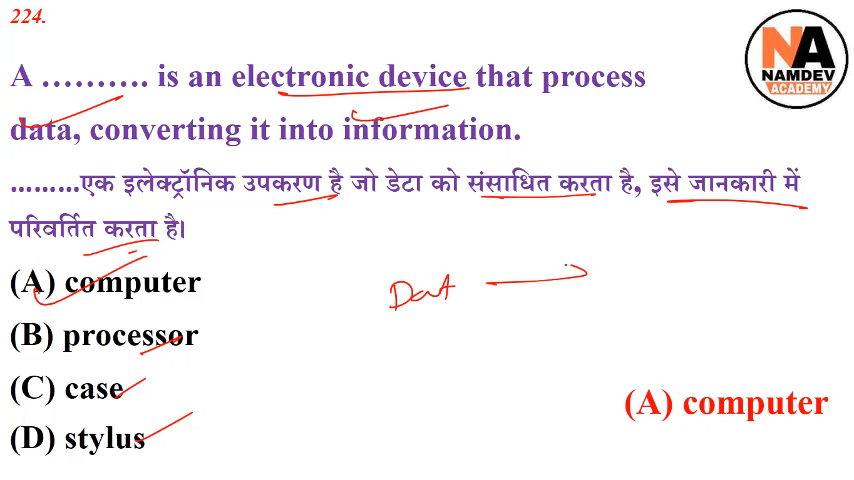 224.
NA
NAMDEV
ACADEMY
A ………. is an electronic device that process
data, converting it into information.
………एक इलेक्ट्रॉनिक उपकरण है जो डेटा को संसाधित करता है, इसे जानकारी में
परिवर्तित करता है।
(A) computer
Dat
(B) processor
(C) case
(A) computer
(D) stylus